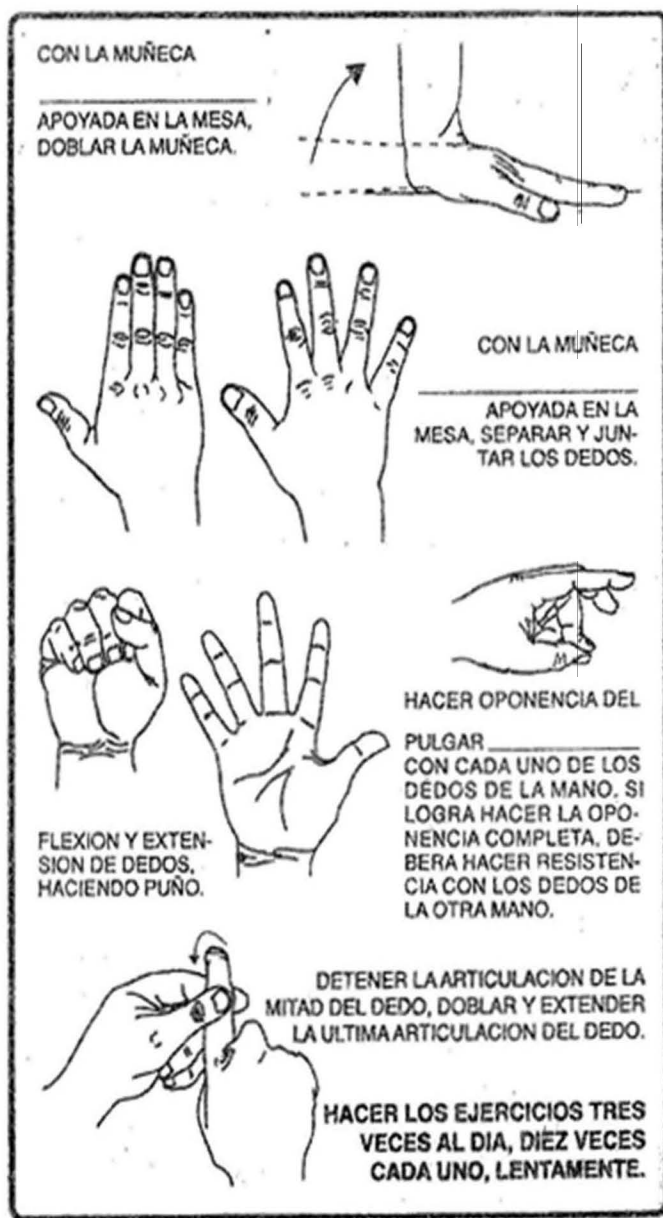 CON LA MUÑECA
____________________,
APOYADA EN LA MESA,
DOBLAR LA MUÑECA.
CON LA MUÑECA
____________________
APOYADA EN LA
MESA, SEPARAR Y JUN-
TAR LOS DEDOS.
FLEXION Y EXTEN-
SION DE DEDOS,
HACIENDO PUÑO.
HACER OPONENCIA DEL
PULGAR ______________
CON CADA UNO DE LOS
DEDOS DE LA MANO. SI
LOGRA HACER LA OPO-
NENCIA COMPLETA, DE-
BERA HACER RESISTEN-
CIA CON LOS DEDOS DE
LA OTRA MANO.
DETENER LA ARTICULACION DE LA
MITAD DEL DEDO, DOBLAR Y EXTENDER
LA ULTIMA ARTICULACION DEL DEDO.
HACER LOS EJERCICIOS TRES
VECES AL DIA, DIEZ VECES
CADA UNO, LENTAMENTE.